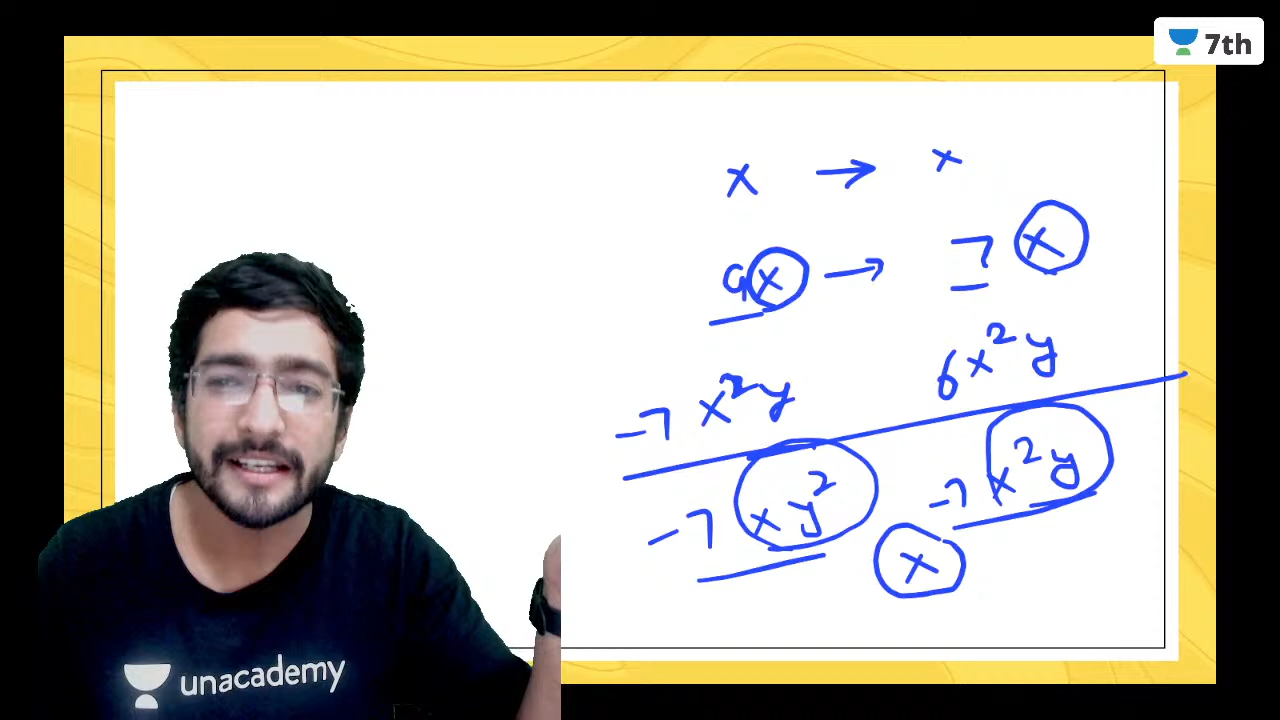 7th
x → x
9x → 7x
-7x²y 6x²y
-7xy² -7x²y
x
unacademy